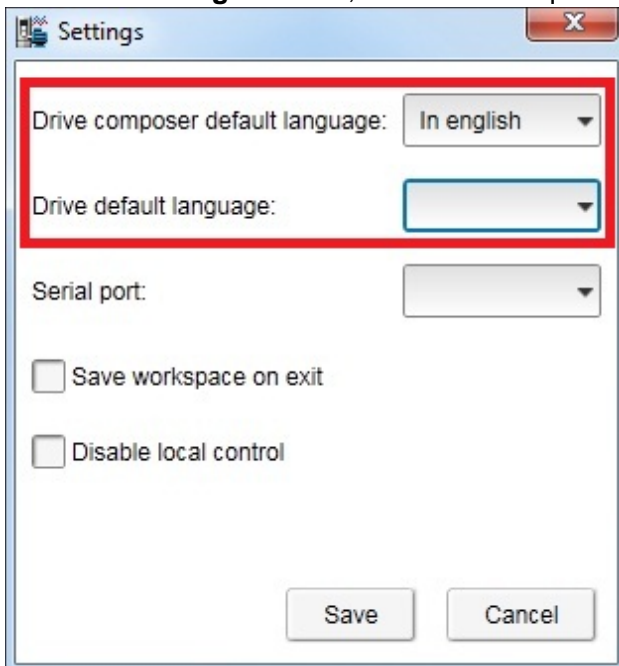 Settings
Drive composer default language: In english
Drive default language:
Serial port:
Save workspace on exit
Disable local control
Save Cancel